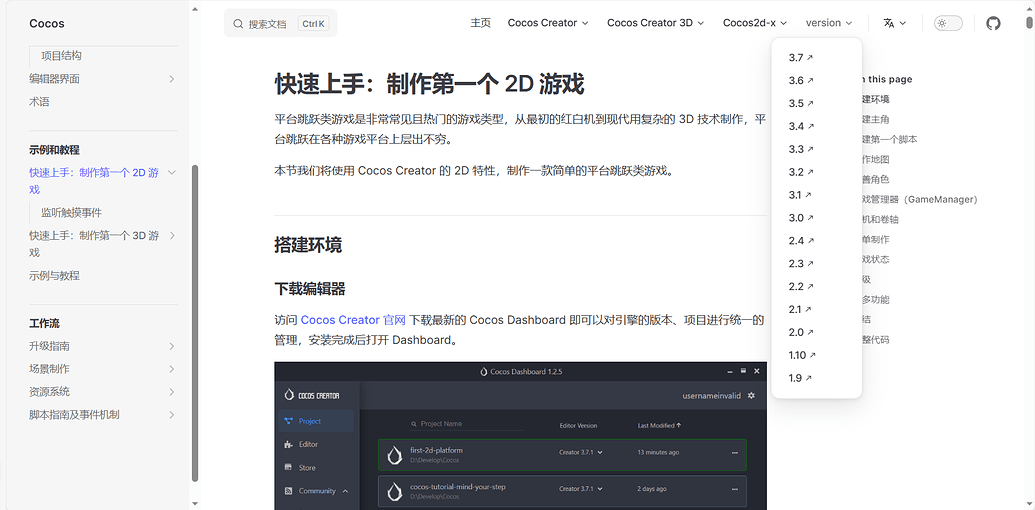 Cocos
搜索文档 Ctrl K
主页 Cocos Creator Cocos Creator 3D Cocos2d-x version
项目结构
编辑器界面
术语
示例和教程
快速上手：制作第一个 2D 游
戏
监听触摸事件
快速上手：制作第一个 3D 游
戏
示例与教程
工作流
升级指南
场景制作
资源系统
脚本指南及事件机制
快速上手：制作第一个 2D 游戏
平台跳跃类游戏是非常常见且热门的游戏类型，从最初的红白机到现代用复杂的 3D 技术制作，平
台跳跃在各种游戏平台上层出不穷。
本节我们将使用 Cocos Creator 的 2D 特性，制作一款简单的平台跳跃类游戏。
搭建环境
下载编辑器
访问 Cocos Creator 官网 下载最新的 Cocos Dashboard 即可以对引擎的版本、项目进行统一的
管理，安装完成后打开 Dashboard。
Cocos Dashboard 1.2.5
COCOS CREATOR
usernameinvalid
Project
Editor
Store
Community
Project Name Editor Version Last Modified
first-2d-platform Creator 3.7.1 13 minutes ago
D:\Develop\Cocos
cocos-tutorial-mind-your-step Creator 3.7.1 2 days ago
D:\Develop\Cocos
3.7
3.6
3.5
3.4
3.3
3.2
3.1
3.0
2.4
2.3
2.2
2.1
2.0
1.10
1.9
n this page
建环境
建主角
建第一个脚本
作地图
善角色
戏管理器（GameManager）
机和卷轴
单制作
戏状态
级
多功能
结
整代码